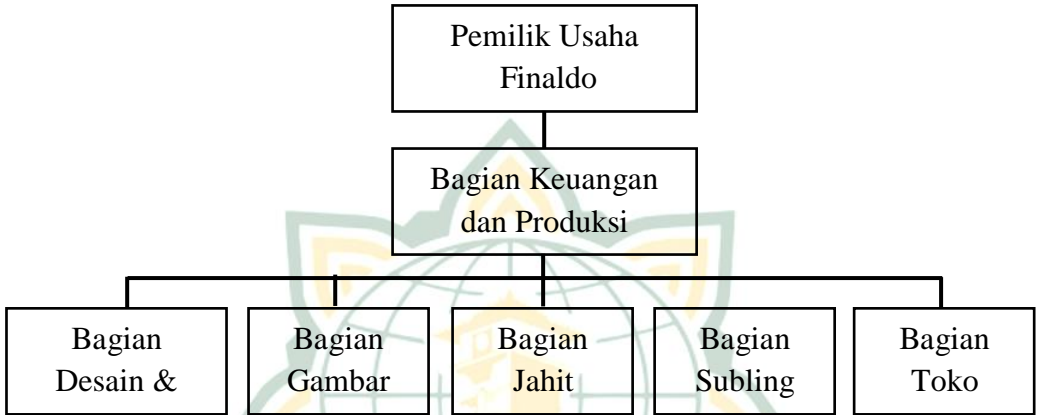 Pemilik Usaha
Finaldo
Bagian Keuangan
dan Produksi
Bagian
Desain &
Bagian
Gambar
Bagian
Jahit
Bagian
Subling
Bagian
Toko